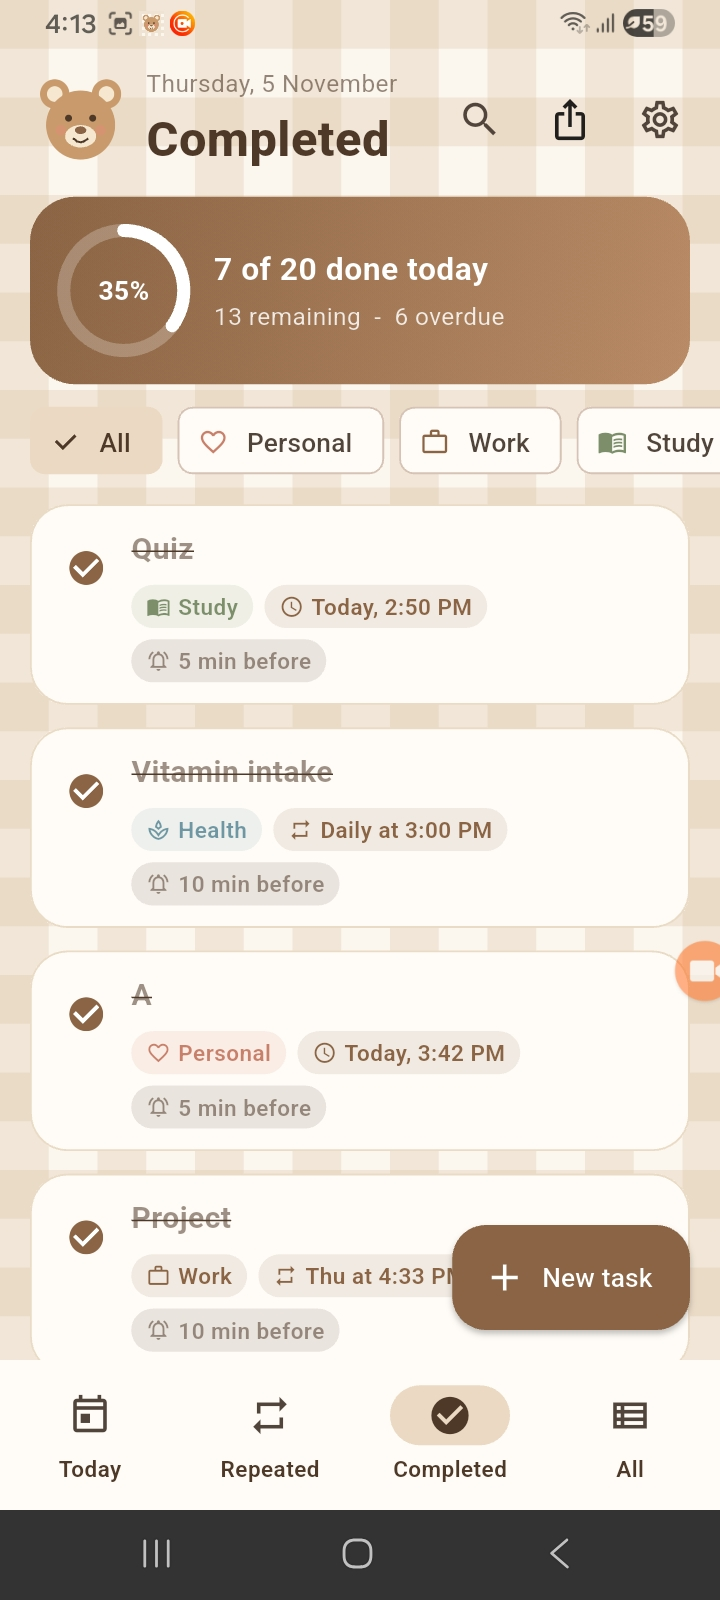 4:13
59
Thursday, 5 November
Completed
35%
7 of 20 done today
13 remaining - 6 overdue
All
Personal
Work
Study
Quiz
Study
Today, 2:50 PM
5 min before
Vitamin intake
Health
Daily at 3:00 PM
10 min before
A
Personal
Today, 3:42 PM
5 min before
Project
Work
Thu at 4:33 PM
10 min before
New task
Today
Repeated
Completed
All